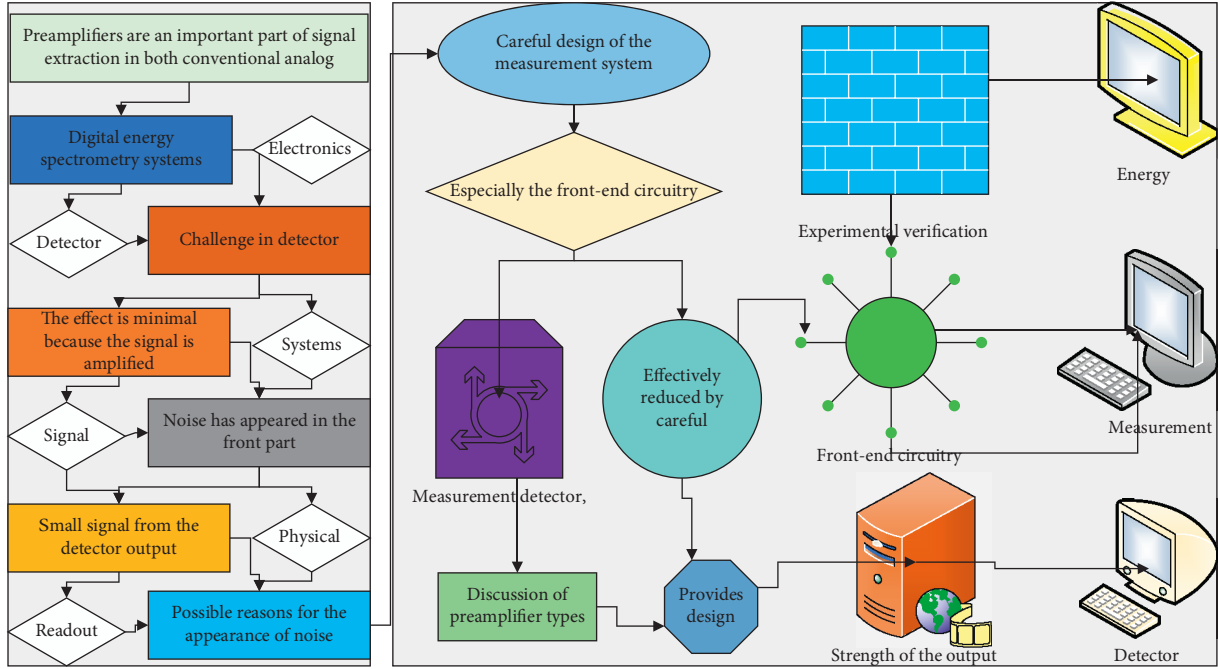 Preamplifiers are an important part of signal
extraction in both conventional analog
Digital energy
spectrometry systems
Electronics
Detector
Challenge in detector
The effect is minimal
because the signal is
amplified
Systems
Signal
Noise has appeared in the
front part
Small signal from the
detector output
Physical
Readout
Possible reasons for the
appearance of noise
Careful design of the
measurement system
Especially the front-end circuitry
Measurement detector,
Effectively
reduced by
careful
Discussion of
preamplifier types
Provides
design
Experimental verification
Front-end circuitry
Strength of the output
Energy
Measurement
Detector